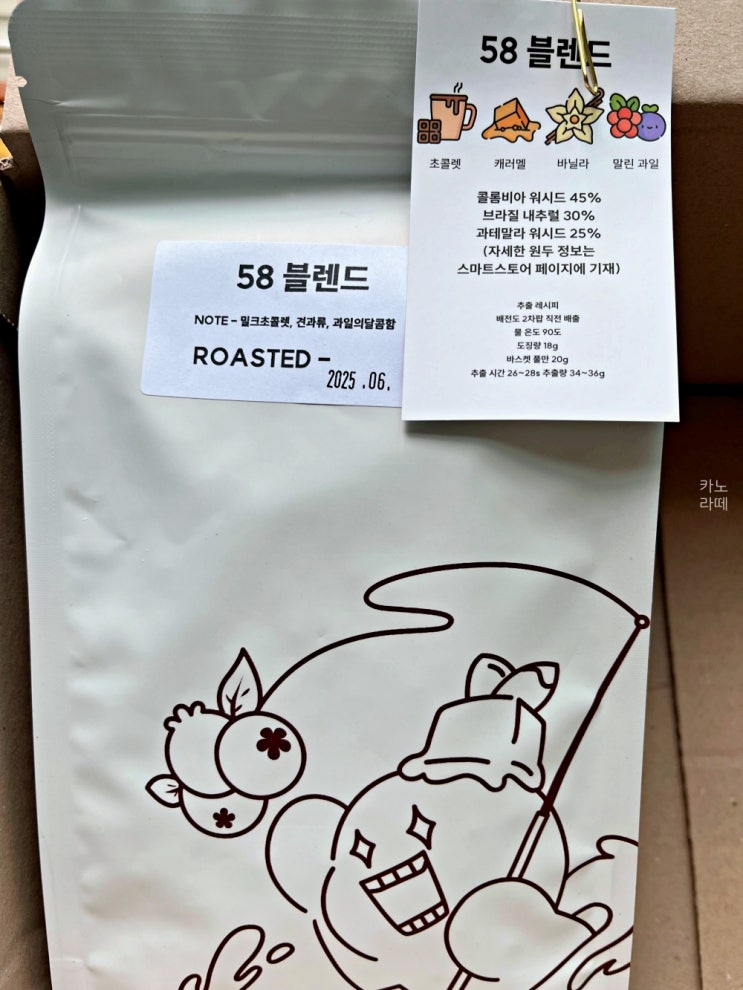 58 블렌드
초콜렛 캐러멜 바닐라 말린 과일
콜롬비아 워시드 45%
브라질 내추럴 30%
과테말라 워시드 25%
(자세한 원두 정보는
스마트스토어 페이지에 기재)
추출 레시피
배전도 2차팝 직전 배출
물 온도 90도
도징량 18g
바스켓 풀만 20g
추출 시간 26~28s 추출량 34~36g
58 블렌드
NOTE - 밀크초콜렛, 견과류, 과일의달콤함
ROASTED -
2025 .06.
카노
라떼